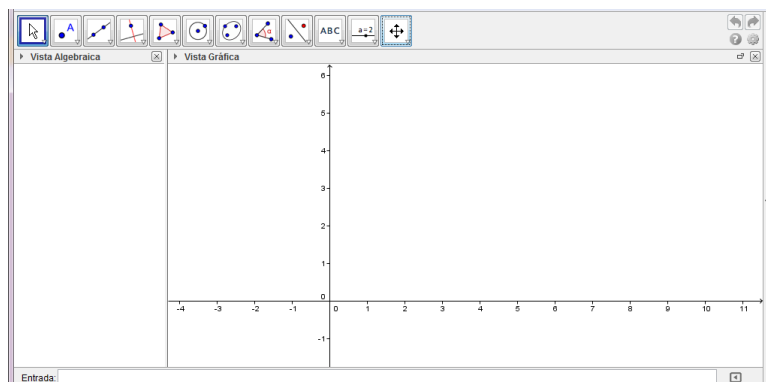 A
α
ABC
a=2
Vista Algebraica
Vista Gráfica
6
5
4
3
2
1
0
-4 -3 -2 -1 0 1 2 3 4 5 6 7 8 9 10 11
-1
Entrada: